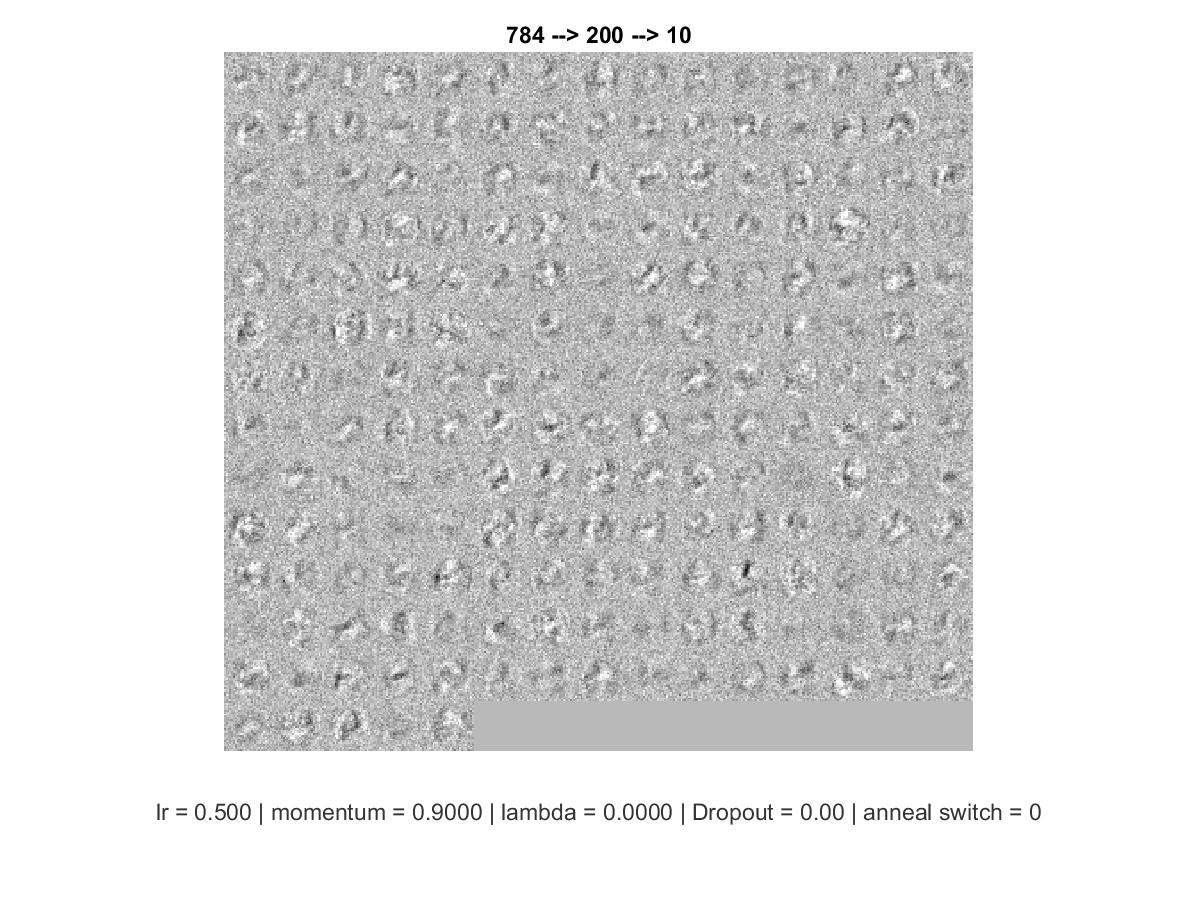 784 --> 200 --> 10
lr = 0.500 | momentum = 0.9000 | lambda = 0.0000 | Dropout = 0.00 | anneal switch = 0